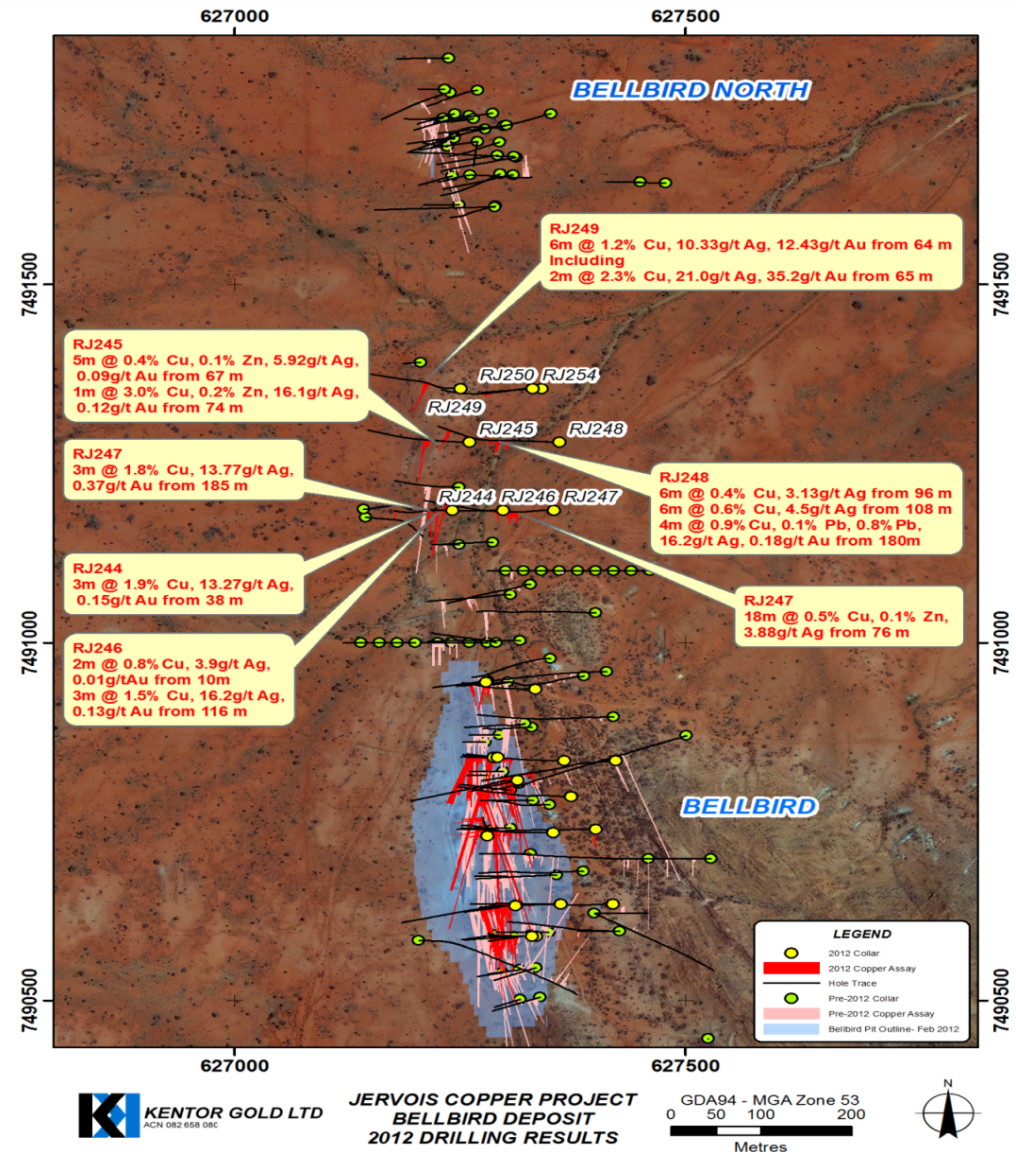 627000 627500
BELLBIRD NORTH
RJ249
6m @ 1.2% Cu, 10.33g/t Ag, 12.43g/t Au from 64 m
Including
2m @ 2.3% Cu, 21.0g/t Ag, 35.2g/t Au from 65 m
7491500 7491500
RJ245
5m @ 0.4% Cu, 0.1% Zn, 5.92g/t Ag,
0.09g/t Au from 67 m
1m @ 3.0% Cu, 0.2% Zn, 16.1g/t Ag,
0.12g/t Au from 74 m
RJ250 RJ254
RJ249
RJ245 RJ248
RJ247
3m @ 1.8% Cu, 13.77g/t Ag,
0.37g/t Au from 185 m
RJ248
6m @ 0.4% Cu, 3.13g/t Ag from 96 m
6m @ 0.6% Cu, 4.5g/t Ag from 108 m
4m @ 0.9% Cu, 0.1% Pb, 0.8% Pb,
16.2g/t Ag, 0.18g/t Au from 180m
RJ244 RJ246 RJ247
RJ244
3m @ 1.9% Cu, 13.27g/t Ag,
0.15g/t Au from 38 m
RJ247
18m @ 0.5% Cu, 0.1% Zn,
3.88g/t Ag from 76 m
7491000 7491000
RJ246
2m @ 0.8% Cu, 3.9g/t Ag,
0.01g/tAu from 10m
3m @ 1.5% Cu, 16.2g/t Ag,
0.13g/t Au from 116 m
BELLBIRD
LEGEND
2012 Collar
2012 Copper Assay
Hole Trace
Pre-2012 Collar
Pre-2012 Copper Assay
Bellbird Pit Outline- Feb 2012
7490500 7490500
627000 627500
KENTOR GOLD LTD
ACN 082 658 080
JERVOIS COPPER PROJECT
BELLBIRD DEPOSIT
2012 DRILLING RESULTS
GDA94 - MGA Zone 53
0 50 100 200
Metres
N